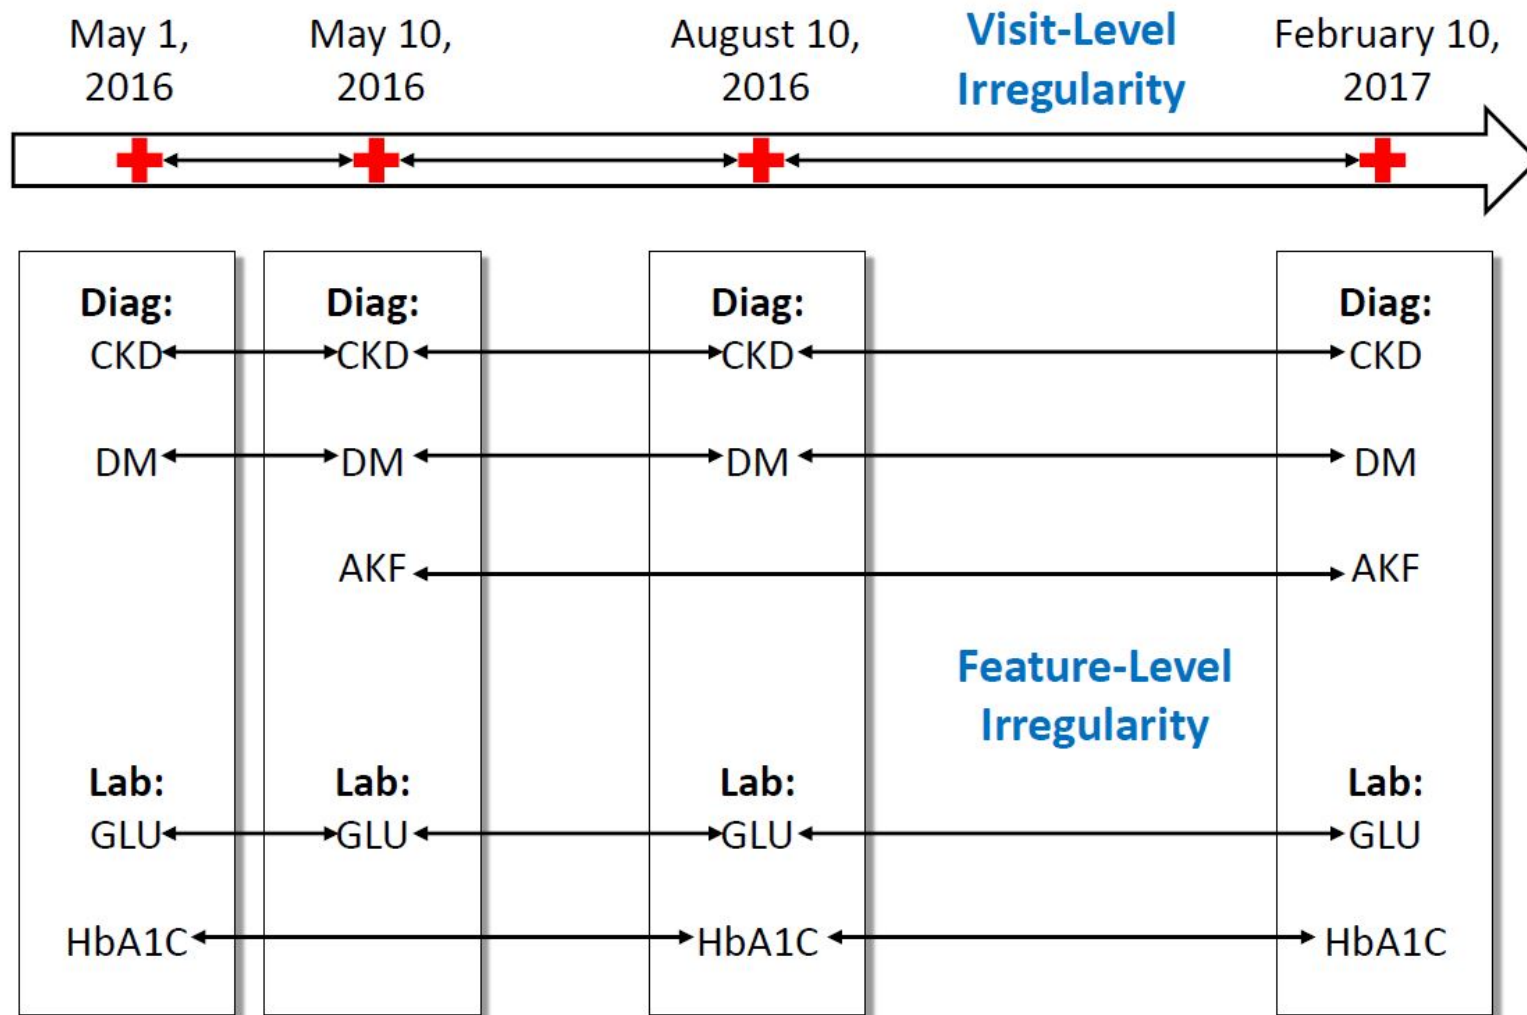 May 1,
2016
May 10,
2016
August 10,
2016
Visit-Level
Irregularity
February 10,
2017
Diag:
CKD
DM
Lab:
GLU
HbA1C
Diag:
CKD
DM
AKF
Lab:
GLU
Diag:
CKD
DM
Lab:
GLU
HbA1C
Feature-Level
Irregularity
Diag:
CKD
DM
AKF
Lab:
GLU
HbA1C